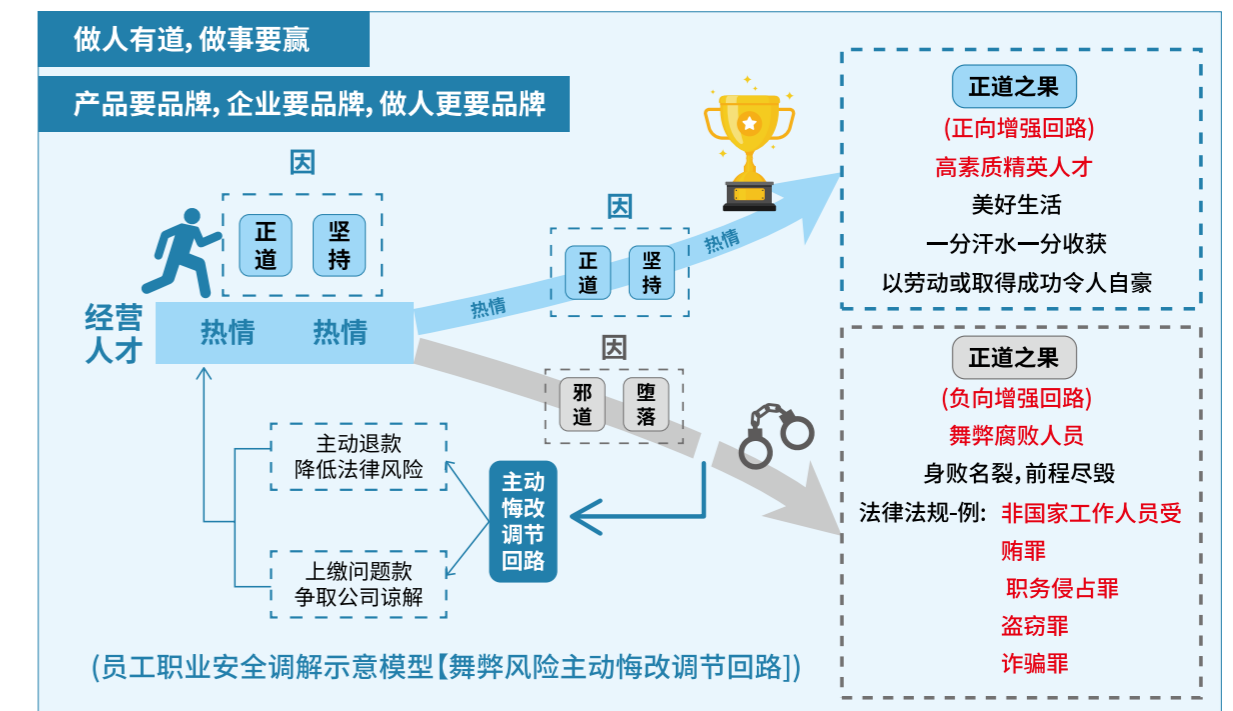 做人有道，做事要赢
产品要品牌，企业要品牌，做人更要品牌
因
正道
坚持
经营
人才
热情
热情
热情
因
正道
坚持
热情
正道之果
(正向增强回路)
高素质精英人才
美好生活
一分汗水一分收获
以劳动或取得成功令人自豪
因
邪道
堕落
正道之果
(负向增强回路)
舞弊腐败人员
身败名裂，前程尽毁
法律法规-例: 非国家工作人员受
贿罪
职务侵占罪
盗窃罪
诈骗罪
主动
悔改
调节
回路
主动退款
降低法律风险
上缴问题款
争取公司谅解
(员工职业安全调解示意模型【舞弊风险主动悔改调节回路])